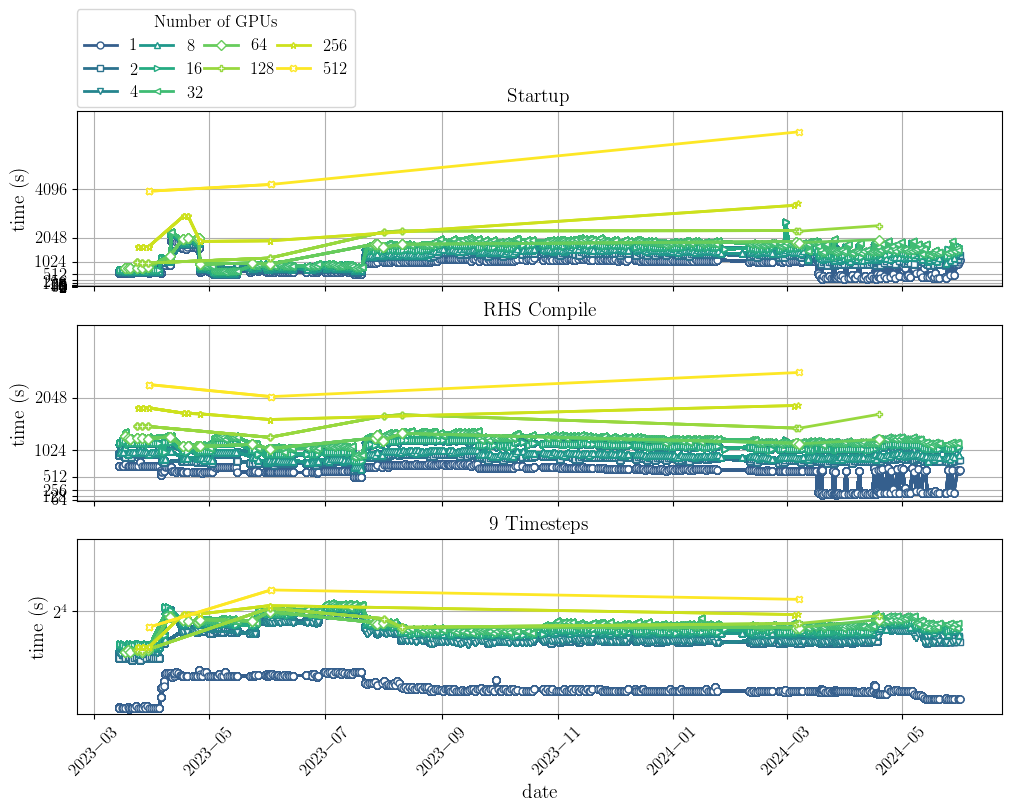 Number of GPUs
1 8 64 256
2 16 128 512
4 32
Startup
time (s)
4096
2048
1024
512
RHS Compile
time (s)
2048
1024
512
256
128
64
9 Timesteps
time (s)
2⁴
2023−03
2023−05
2023−07
2023−09
2023−11
2024−01
2024−03
2024−05
date